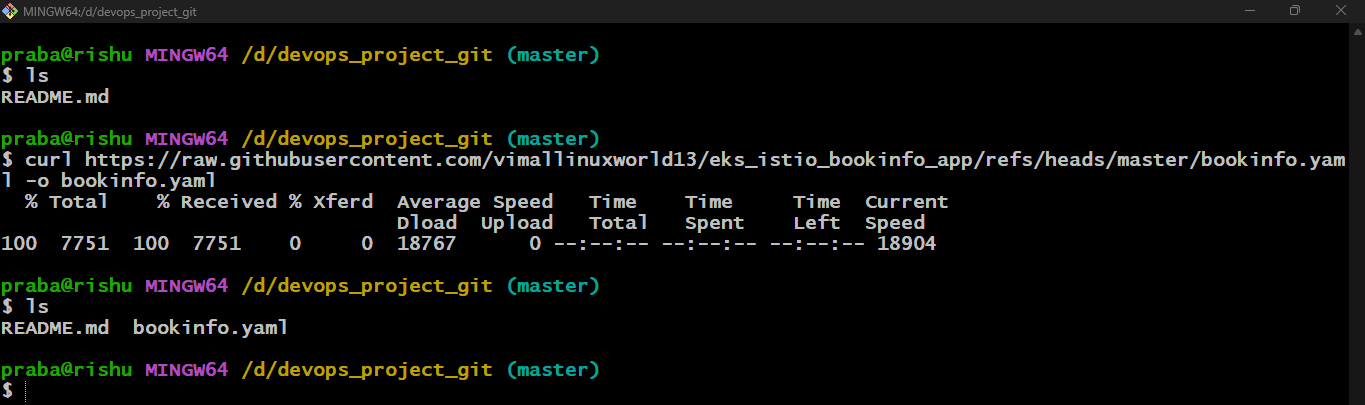 MINGW64:/d/devops_project_git
praba@rishu MINGW64 /d/devops_project_git (master)
$ ls
README.md
praba@rishu MINGW64 /d/devops_project_git (master)
$ curl https://raw.githubusercontent.com/vimallinuxworld13/eks_istio_bookinfo_app/refs/heads/master/bookinfo.yam
l -o bookinfo.yaml
  % Total    % Received % Xferd  Average Speed   Time    Time     Time  Current
                                 Dload  Upload   Total   Spent    Left  Speed
100  7751  100  7751    0     0  18767      0 --:--:-- --:--:-- --:--:-- 18904
praba@rishu MINGW64 /d/devops_project_git (master)
$ ls
README.md  bookinfo.yaml
praba@rishu MINGW64 /d/devops_project_git (master)
$